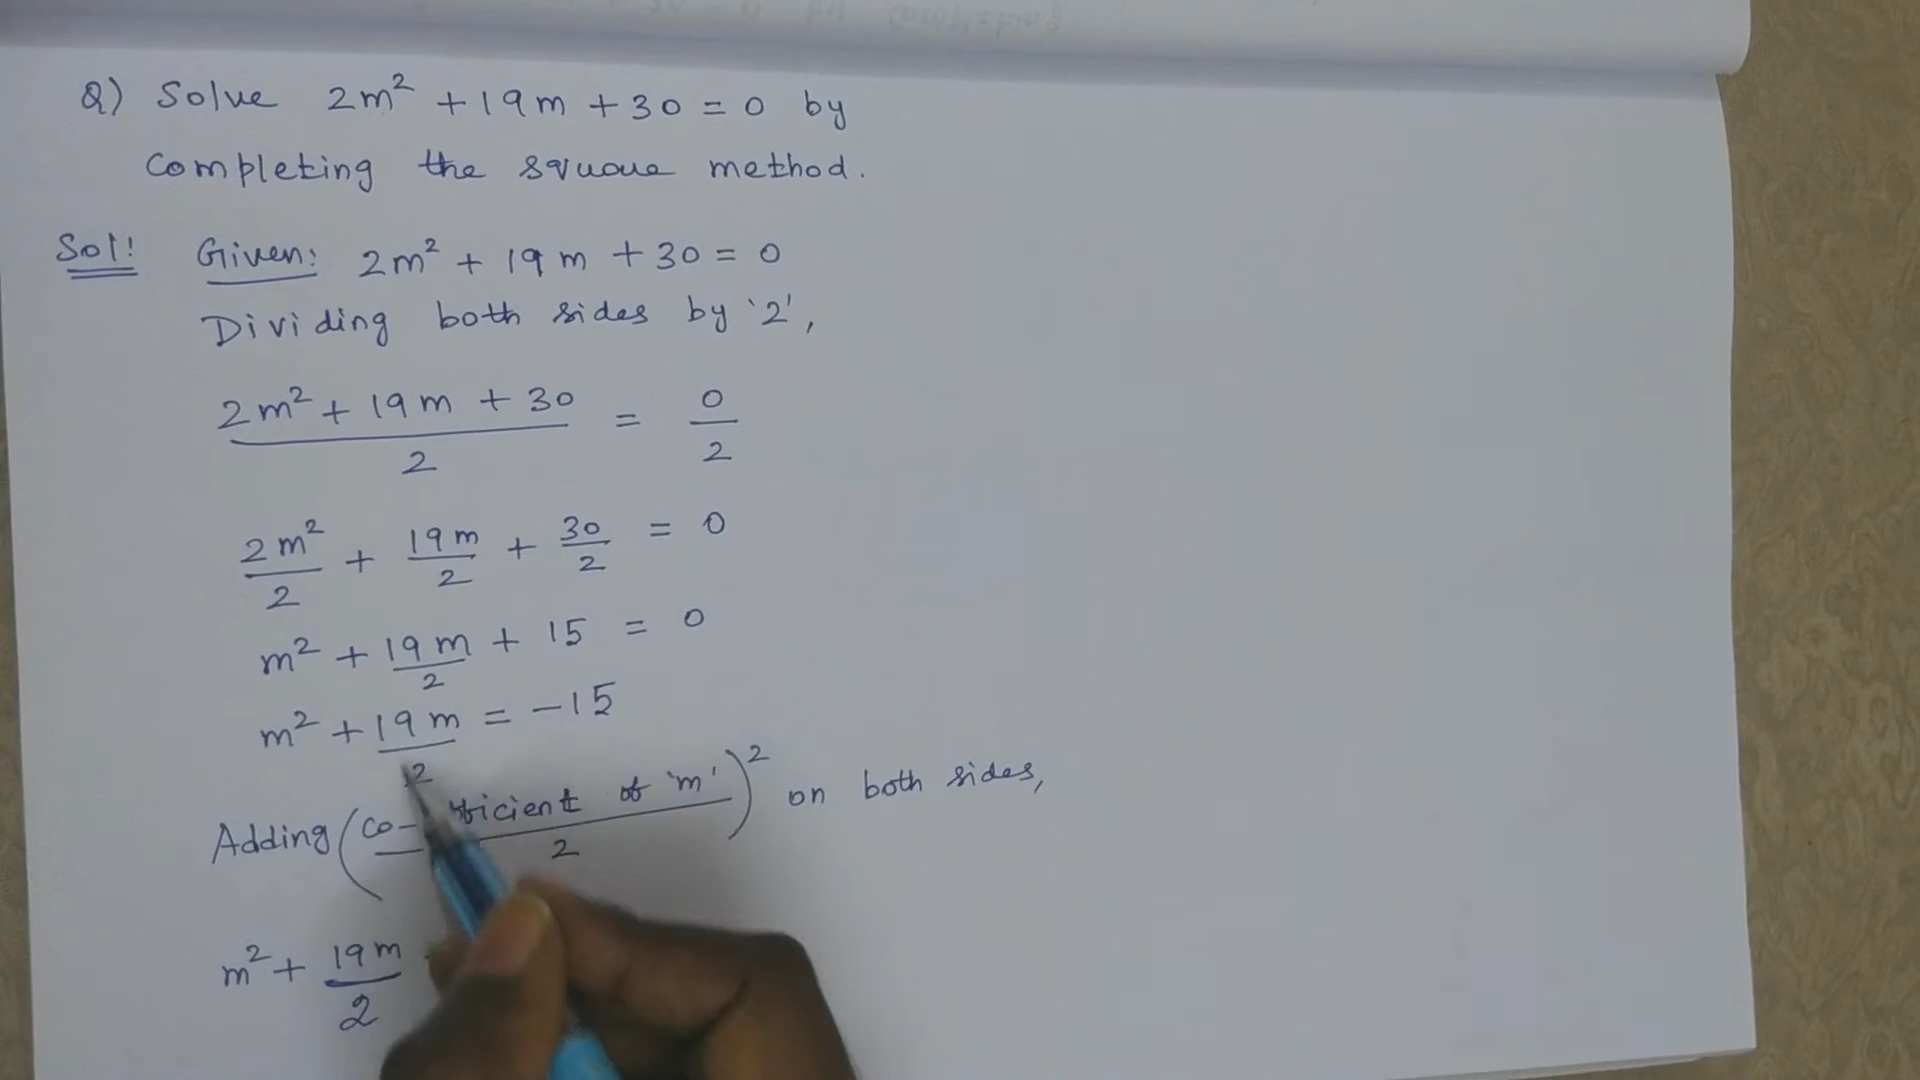 Q) Solve 2m² + 19m + 30 = 0 by
completing the square method.
Sol! Given: 2m² + 19m + 30 = 0
Dividing both sides by '2',
2m² + 19m + 30 / 2 = 0 / 2
2m²/2 + 19m/2 + 30/2 = 0
m² + 19m/2 + 15 = 0
m² + 19m/2 = -15
Adding (co-efficient of 'm' / 2)² on both sides,
m² + 19m/2